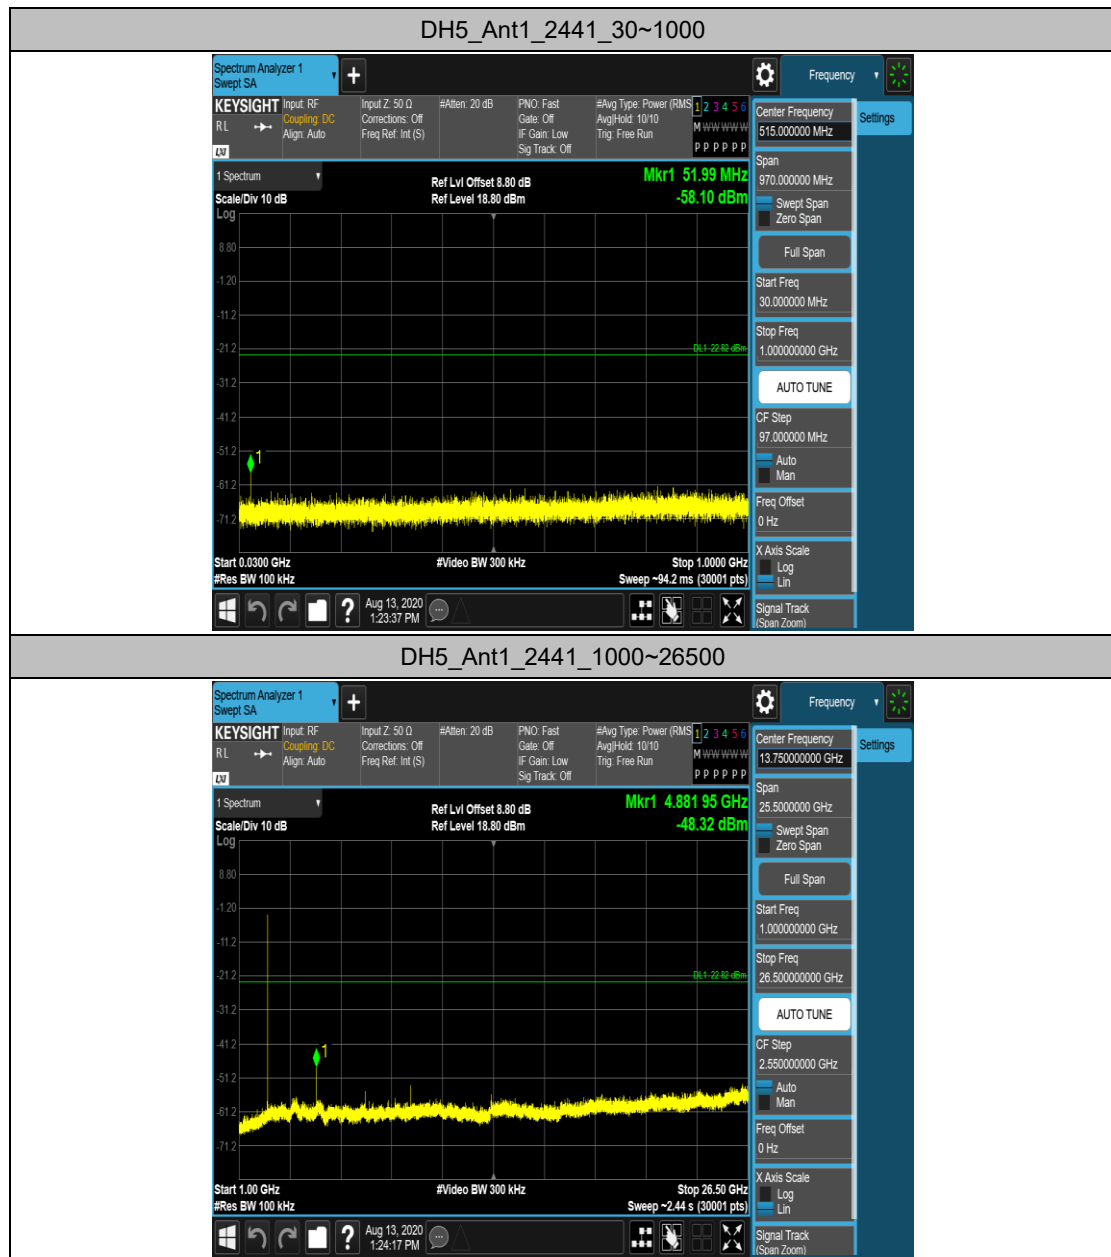 DH5_Ant1_2441_30~1000
Spectrum Analyzer 1
Swept SA
Frequency
KEYSIGHT
RL
LXI
Input: RF
Coupling: DC
Align: Auto
Input Z: 50 Ω
Corrections: Off
Freq Ref: Int (S)
#Atten: 20 dB
PNO: Fast
Gate: Off
IF Gain: Low
Sig Track: Off
#Avg Type: Power (RMS
Avg|Hold: 10/10
Trig: Free Run
1 2 3 4 5 6
M W W W W W
P P P P P P
1 Spectrum
Scale/Div 10 dB
Log
Ref Lvl Offset 8.80 dB
Ref Level 18.80 dBm
Mkr1 51.99 MHz
-58.10 dBm
8.80
-1.20
-11.2
-21.2
-31.2
-41.2
-51.2
-61.2
-71.2
DL1 -22.82 dBm
1
Start 0.0300 GHz
#Res BW 100 kHz
#Video BW 300 kHz
Stop 1.0000 GHz
Sweep ~94.2 ms (30001 pts)
Aug 13, 2020
1:23:37 PM
Center Frequency
515.000000 MHz
Settings
Span
970.000000 MHz
Swept Span
Zero Span
Full Span
Start Freq
30.000000 MHz
Stop Freq
1.000000000 GHz
AUTO TUNE
CF Step
97.000000 MHz
Auto
Man
Freq Offset
0 Hz
X Axis Scale
Log
Lin
Signal Track
(Span Zoom)
DH5_Ant1_2441_1000~26500
Spectrum Analyzer 1
Swept SA
Frequency
KEYSIGHT
RL
LXI
Input: RF
Coupling: DC
Align: Auto
Input Z: 50 Ω
Corrections: Off
Freq Ref: Int (S)
#Atten: 20 dB
PNO: Fast
Gate: Off
IF Gain: Low
Sig Track: Off
#Avg Type: Power (RMS
Avg|Hold: 10/10
Trig: Free Run
1 2 3 4 5 6
M W W W W W
P P P P P P
1 Spectrum
Scale/Div 10 dB
Log
Ref Lvl Offset 8.80 dB
Ref Level 18.80 dBm
Mkr1 4.881 95 GHz
-48.32 dBm
8.80
-1.20
-11.2
-21.2
-31.2
-41.2
-51.2
-61.2
-71.2
DL1 -22.82 dBm
1
Start 1.00 GHz
#Res BW 100 kHz
#Video BW 300 kHz
Stop 26.50 GHz
Sweep ~2.44 s (30001 pts)
Aug 13, 2020
1:24:17 PM
Center Frequency
13.750000000 GHz
Settings
Span
25.5000000 GHz
Swept Span
Zero Span
Full Span
Start Freq
1.000000000 GHz
Stop Freq
26.500000000 GHz
AUTO TUNE
CF Step
2.550000000 GHz
Auto
Man
Freq Offset
0 Hz
X Axis Scale
Log
Lin
Signal Track
(Span Zoom)